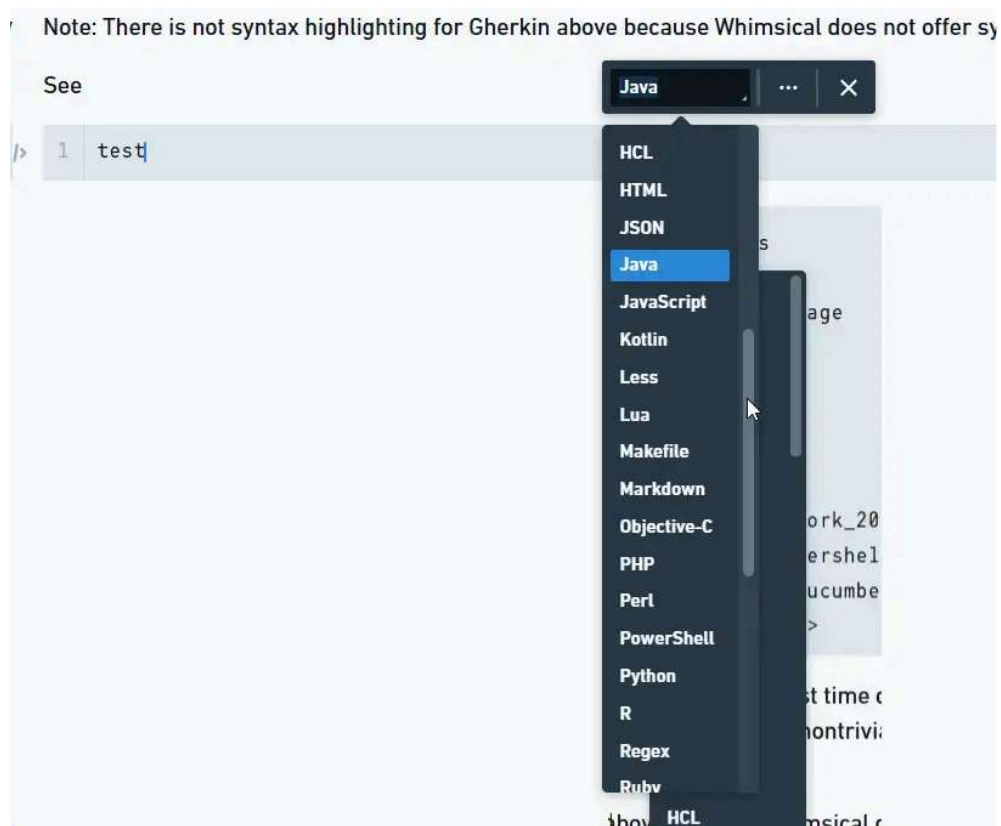 Note: There is not syntax highlighting for Gherkin above because Whimsical does not offer sy
See
Java
1 test
HCL
HTML
JSON
Java
JavaScript
Kotlin
Less
Lua
Makefile
Markdown
Objective-C
PHP
Perl
PowerShell
Python
R
Regex
Ruby
s
age
ork_20
ershel
ucumbe
>
st time
nontrivi
HCL
msical